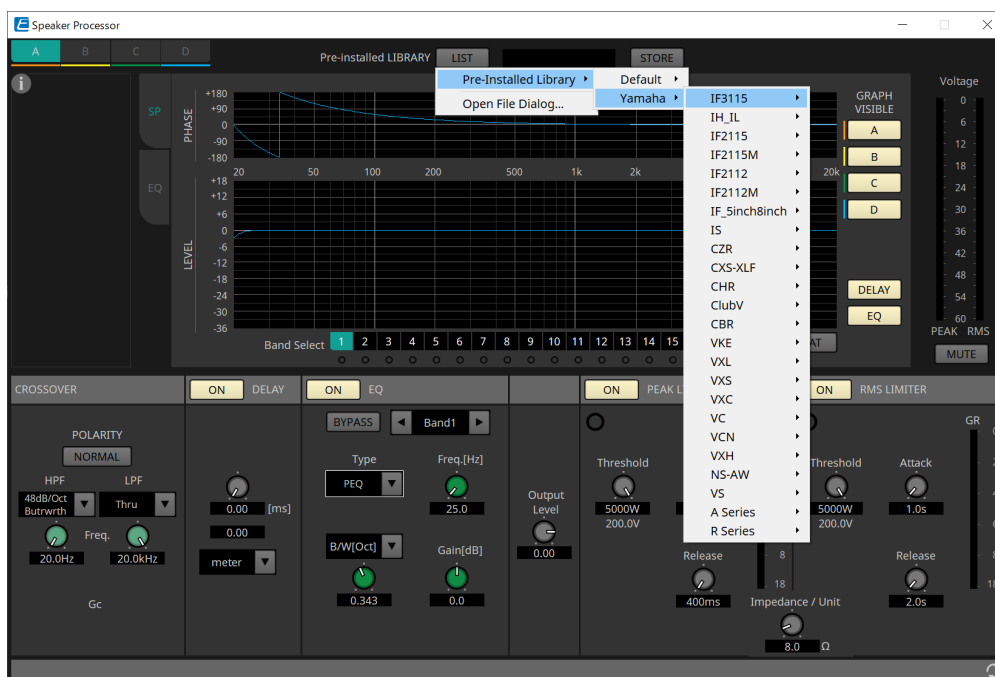 Speaker Processor
A B C D
Pre-installed LIBRARY LIST STORE
Pre-Installed Library Default
Open File Dialog... Yamaha
IF3115
IH_IL
IF2115
IF2115M
IF2112
IF2112M
IF_5inch8inch
IS
CZR
CXS-XLF
CHR
ClubV
CBR
VKE
VXL
VXS
VXC
VC
VCN
VXH
NS-AW
VS
A Series
R Series
SP
EQ
PHASE
+180
+90
0
-90
-180
20 50 100 200 500 1k 2k 20k
LEVEL
+18
+12
+6
0
-6
-12
-18
-24
-30
-36
Band Select 1 2 3 4 5 6 7 8 9 10 11 12 13 14 15
GRAPH
VISIBLE
A
B
C
D
DELAY
EQ
Voltage
0
6
12
18
24
30
36
42
48
54
60
PEAK RMS
MUTE
CROSSOVER
POLARITY
NORMAL
HPF LPF
48dB/Oct
Butrwrth
Thru
Freq.
20.0Hz 20.0kHz
Gc
ON DELAY
0.00 [ms]
0.00
meter
ON EQ
BYPASS Band1
Type Freq.[Hz]
PEQ
25.0
B/W[Oct] Gain[dB]
0.343 0.0
Output
Level
0.00
ON PEAK
Threshold
5000W
200.0V
Release
400ms
8
18
Impedance / Unit
8.0 Ω
ON RMS LIMITER
GR
Threshold Attack
5000W 1.0s
200.0V
Release
2.0s